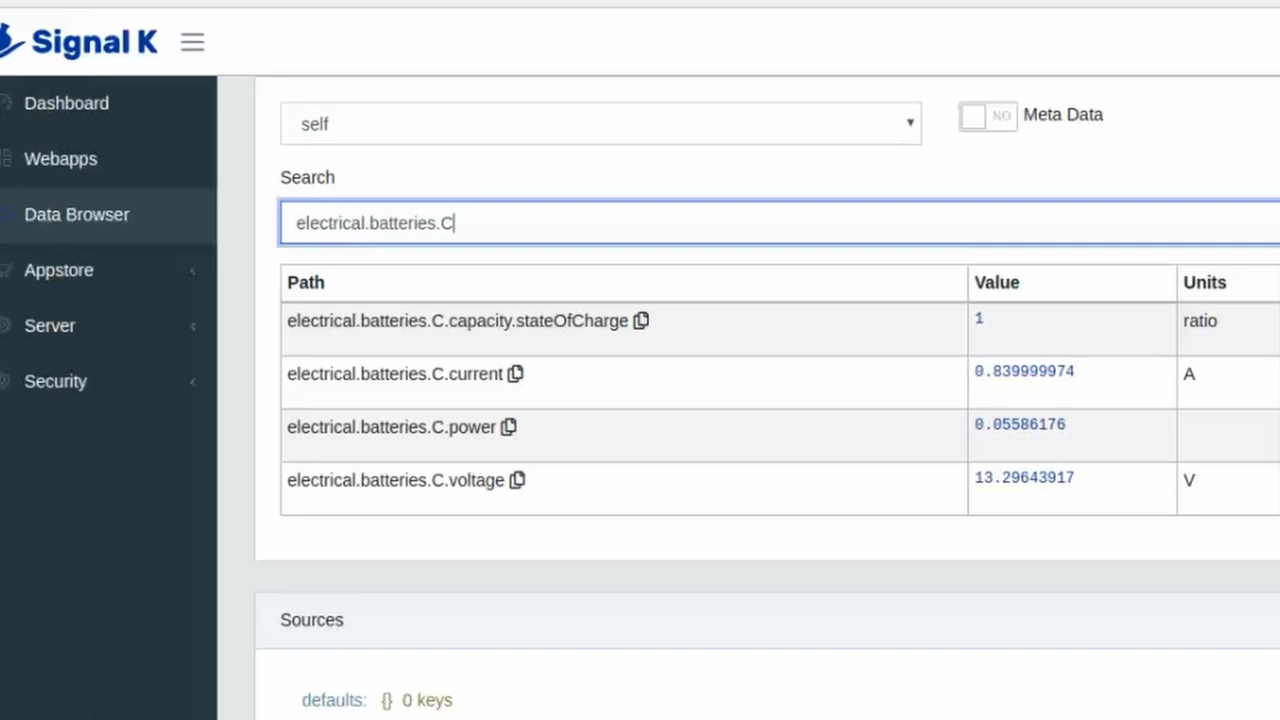 Signal K
Dashboard
Webapps
Data Browser
Appstore
Server
Security
self
NO Meta Data
Search
electrical.batteries.C
Path Value Units
electrical.batteries.C.capacity.stateOfCharge 1 ratio
electrical.batteries.C.current 0.839999974 A
electrical.batteries.C.power 0.05586176
electrical.batteries.C.voltage 13.29643917 V
Sources
defaults: {} 0 keys